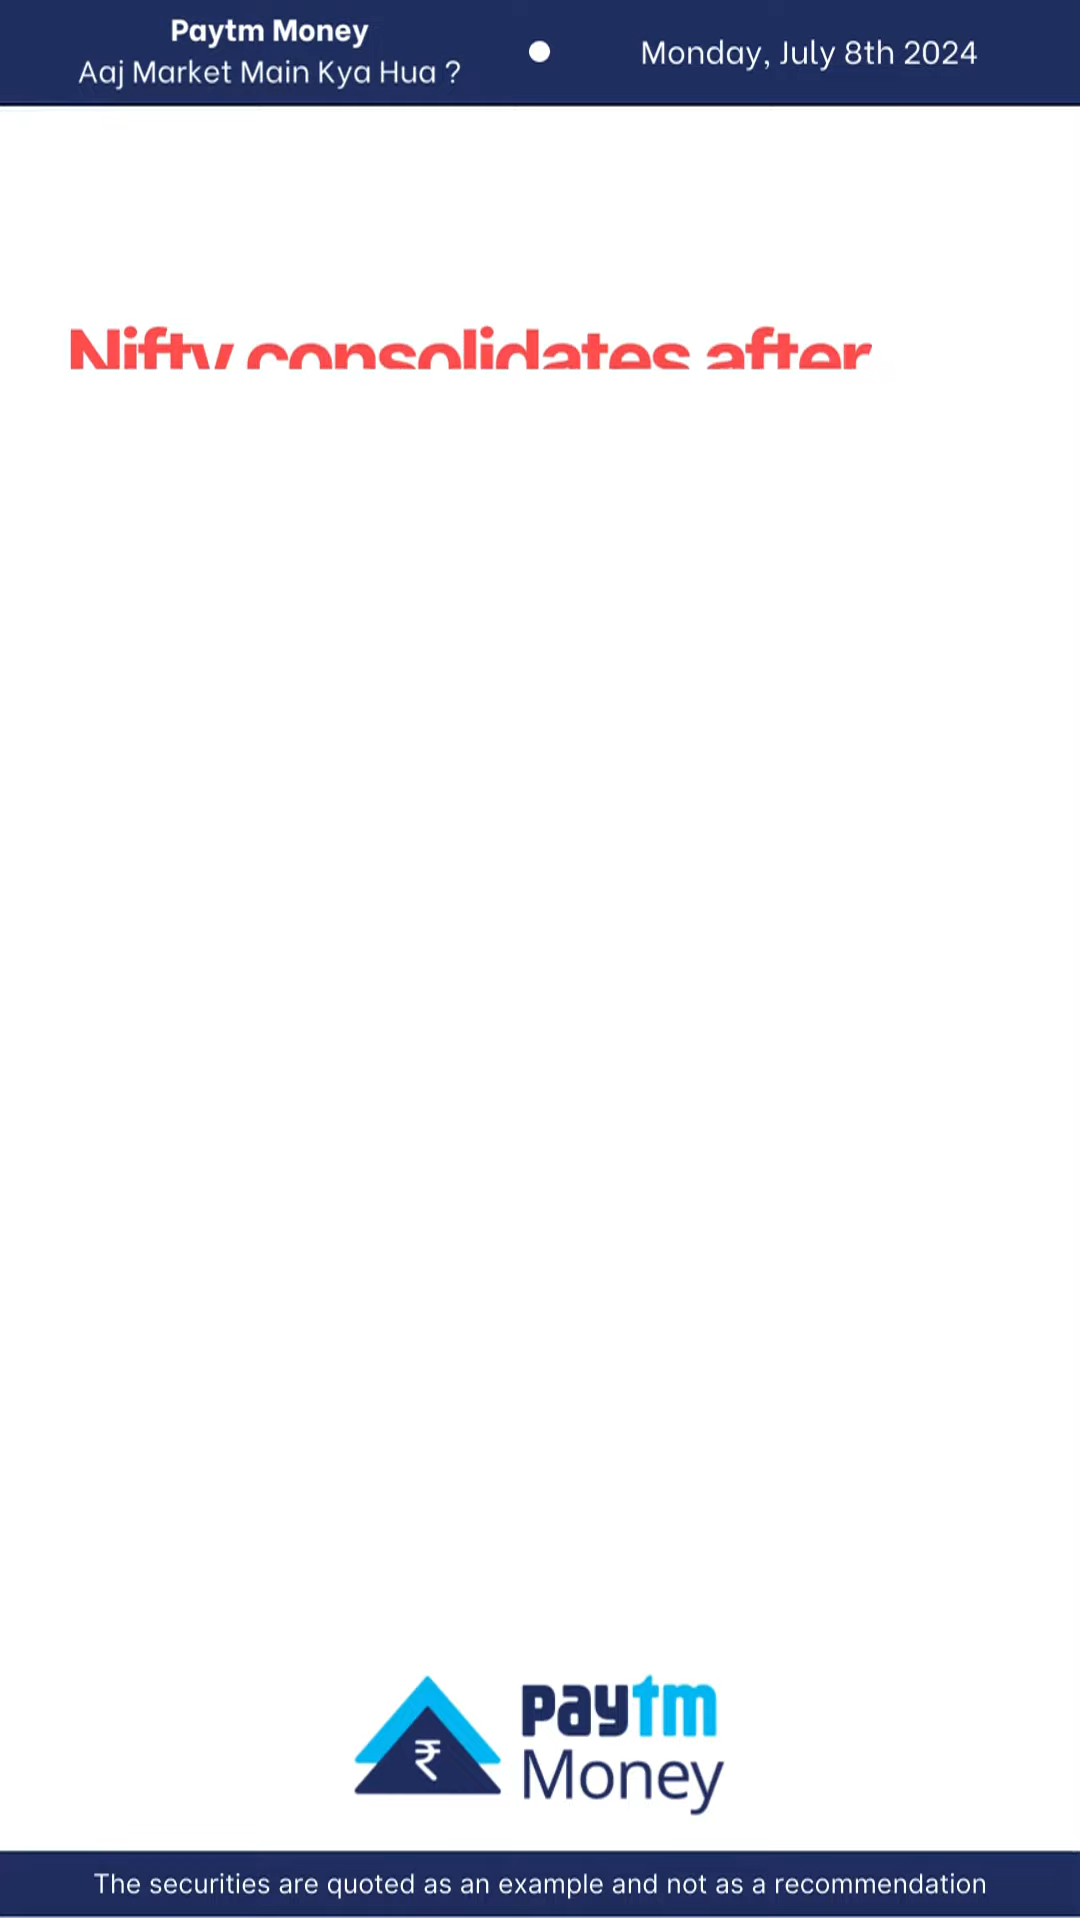 Paytm Money
Aaj Market Main Kya Hua ?
Monday, July 8th 2024
Nifty consolidates after
₹
paytm
Money
The securities are quoted as an example and not as a recommendation